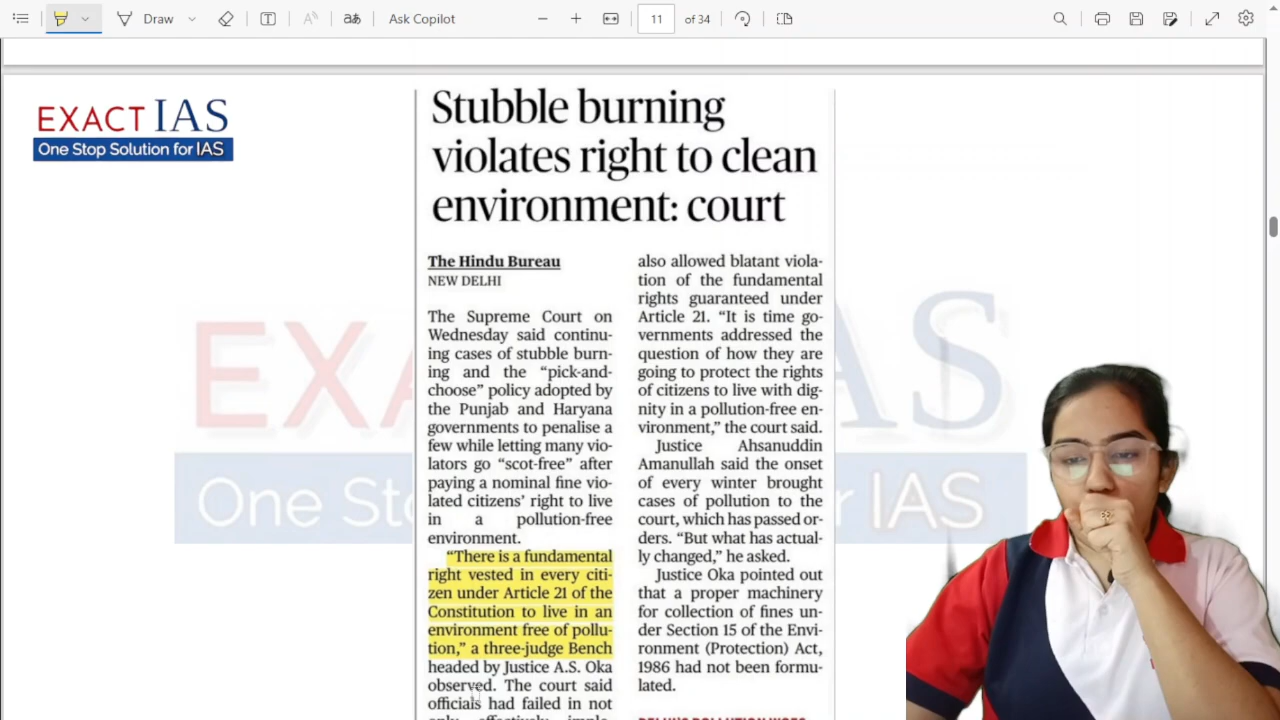 Draw
Ask Copilot
11 of 34
EXACT IAS
One Stop Solution for IAS
Stubble burning
violates right to clean
environment: court
The Hindu Bureau
NEW DELHI
The Supreme Court on
Wednesday said continu-
ing cases of stubble burn-
ing and the “pick-and-
choose” policy adopted by
the Punjab and Haryana
governments to penalise a
few while letting many vio-
lators go “scot-free” after
paying a nominal fine vio-
lated citizens’ right to live
in a pollution-free
environment.
“There is a fundamental
right vested in every citi-
zen under Article 21 of the
Constitution to live in an
environment free of pollu-
tion,” a three-judge Bench
headed by Justice A.S. Oka
observed. The court said
officials had failed in not
also allowed blatant viola-
tion of the fundamental
rights guaranteed under
Article 21. “It is time go-
vernments addressed the
question of how they are
going to protect the rights
of citizens to live with dig-
nity in a pollution-free en-
vironment,” the court said.
Justice Ahsanuddin
Amanullah said the onset
of every winter brought
cases of pollution to the
court, which has passed or-
ders. “But what has actual-
ly changed,” he asked.
Justice Oka pointed out
that a proper machinery
for collection of fines un-
der Section 15 of the Envi-
ronment (Protection) Act,
1986 had not been formu-
lated.